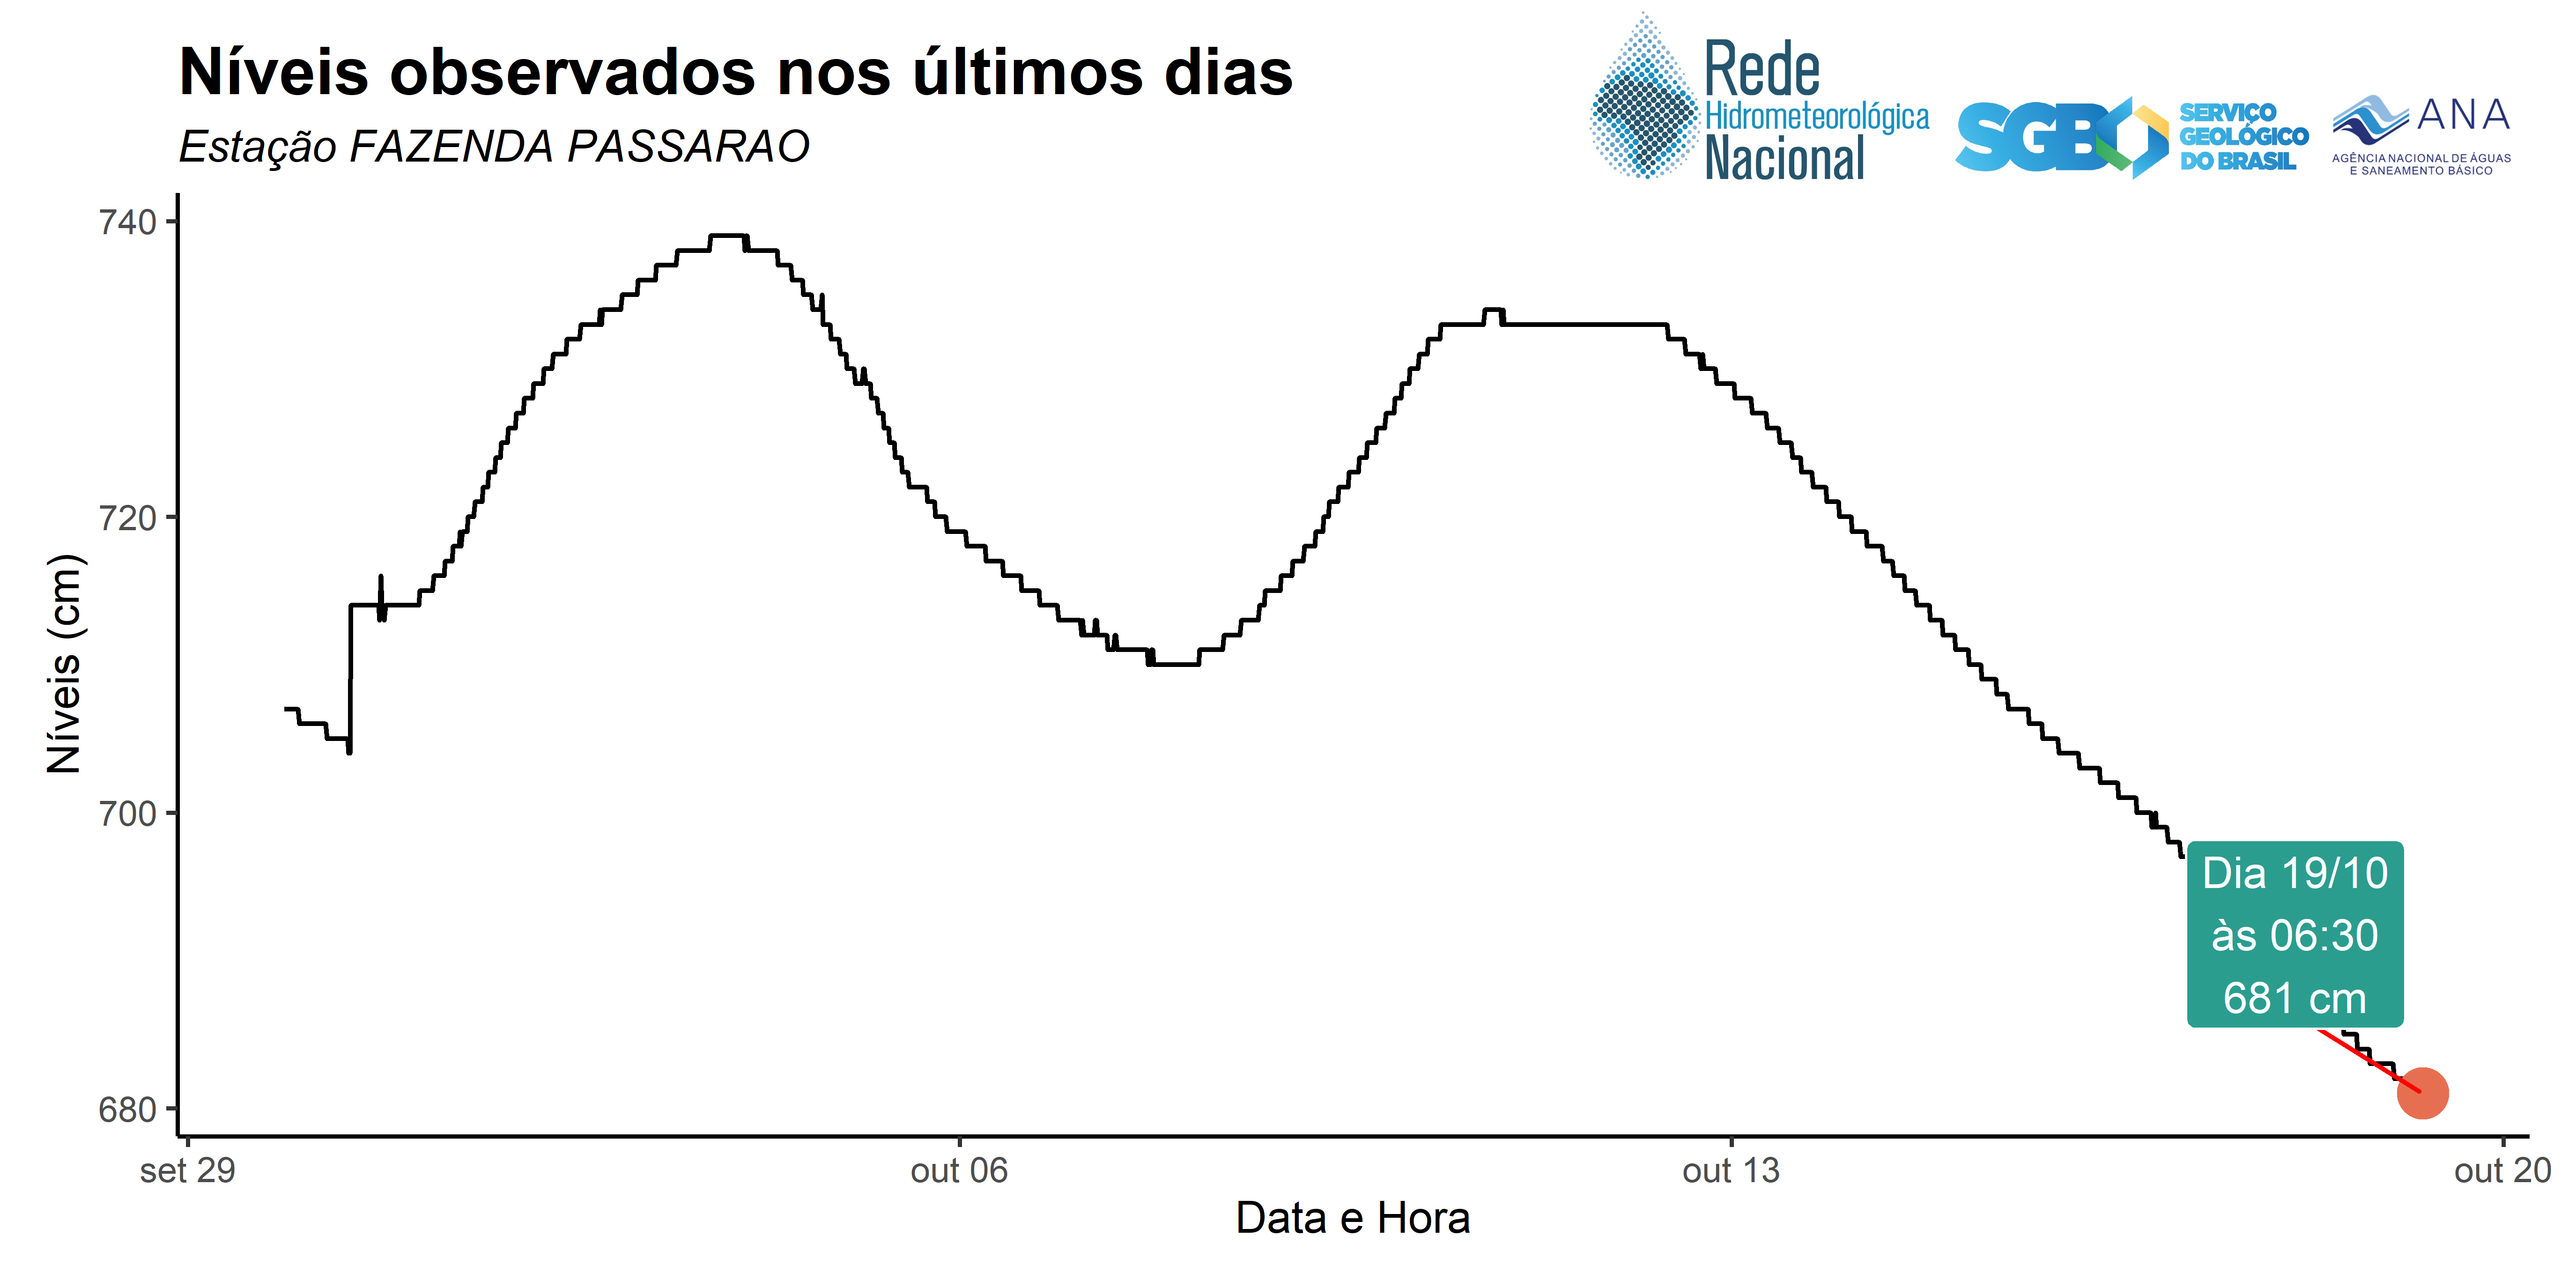 Níveis observados nos últimos dias
Estação FAZENDA PASSARAO
Rede
Hidrometeorológica
Nacional
SGB
SERVIÇO
GEOLÓGICO
DO BRASIL
ANA
AGÊNCIA NACIONAL DE ÁGUAS
E SANEAMENTO BÁSICO
740
720
700
680
Níveis (cm)
Dia 19/10
às 06:30
681 cm
set 29
out 06
out 13
out 20
Data e Hora